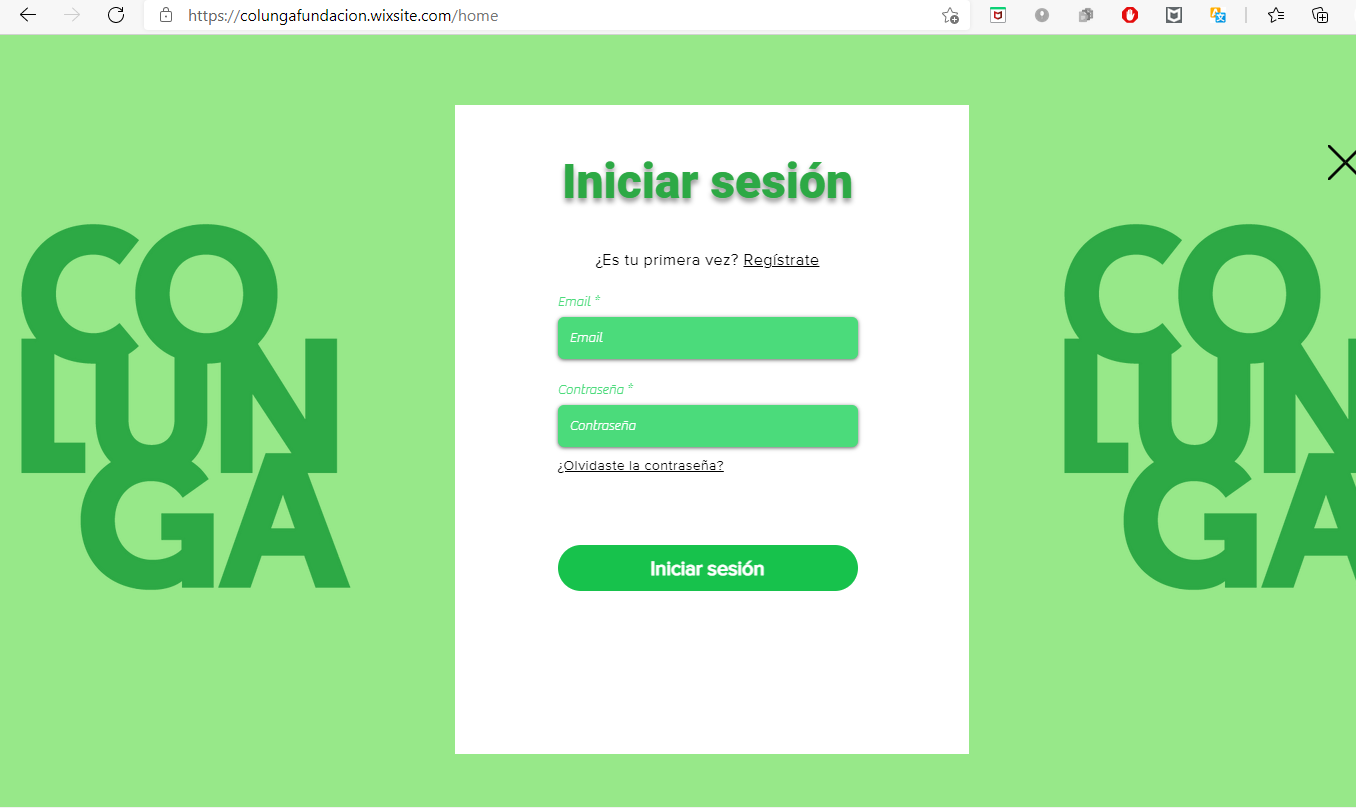 https://colungafundacion.wixsite.com/home
Iniciar sesión
¿Es tu primera vez? Regístrate
Email *
Email
Contraseña *
Contraseña
¿Olvidaste la contraseña?
Iniciar sesión
CO
LUN
GA
CO
LUN
GA